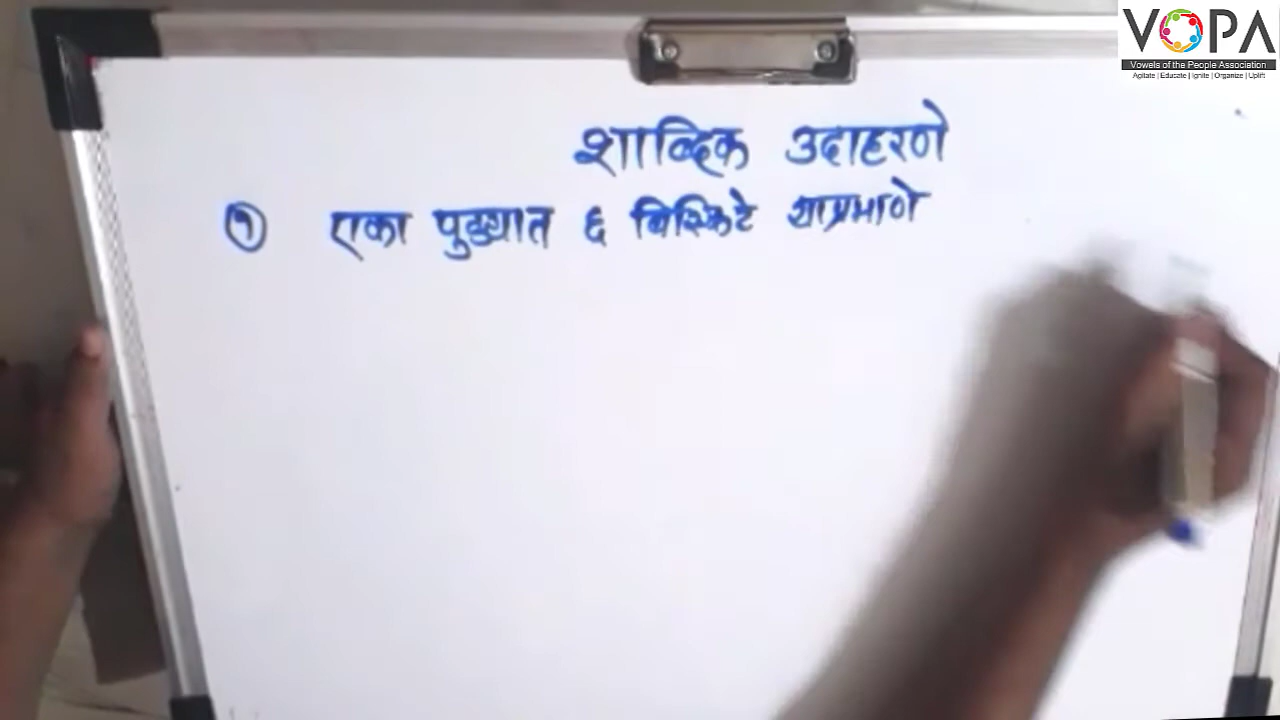 VOPA
Vowels of the People Association
Agitate | Educate | Ignite | Organize | Uplift
शाब्दिक उदाहरणे
१ एका पुड्यात ६ बिस्किटे याप्रमाणे